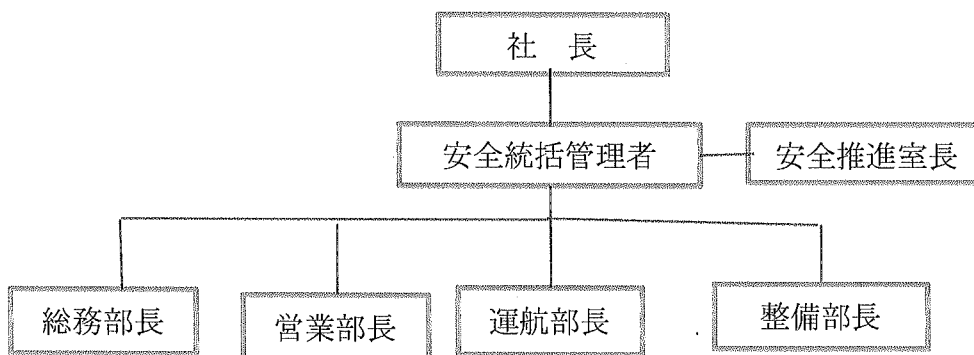 社 長
安全統括管理者
安全推進室長
総務部長
営業部長
運航部長
整備部長